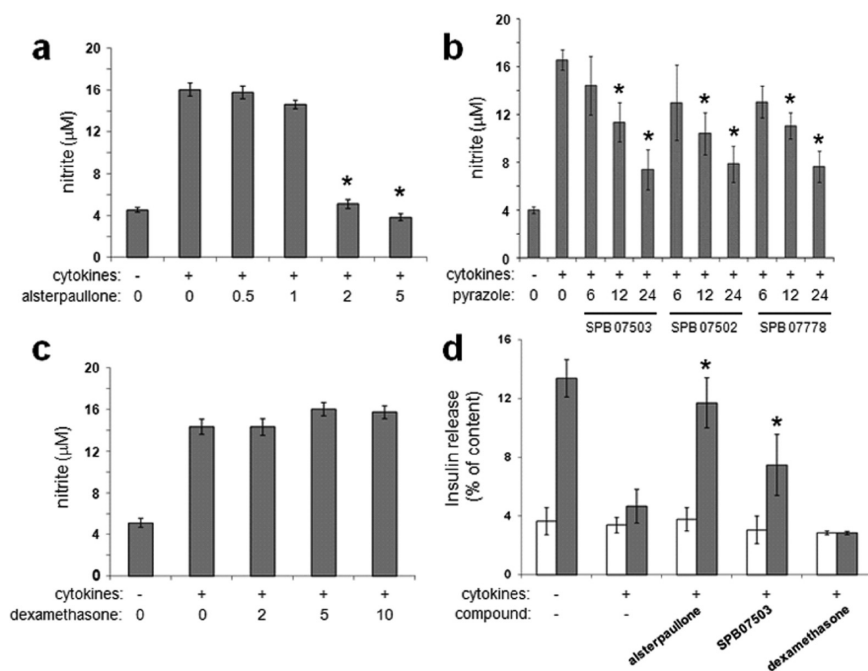 a
20
16
12
8
4
0
nitrite (µM)
cytokines: - + + + + +
alsterpaullone: 0 0 0.5 1 2 5
* *
b
20
16
12
8
4
0
nitrite (µM)
* * * * * *
cytokines: - + + + + + + + + + +
pyrazole: 0 0 6 12 24 6 12 24 6 12 24
SPB 07503 SPB 07502 SPB 07778
c
20
16
12
8
4
0
nitrite (µM)
cytokines: - + + + +
dexamethasone: 0 0 2 5 10
d
16
12
8
4
0
Insulin release
(% of content)
* *
cytokines: - + + + +
compound: - - alsterpaullone SPB07503 dexamethasone